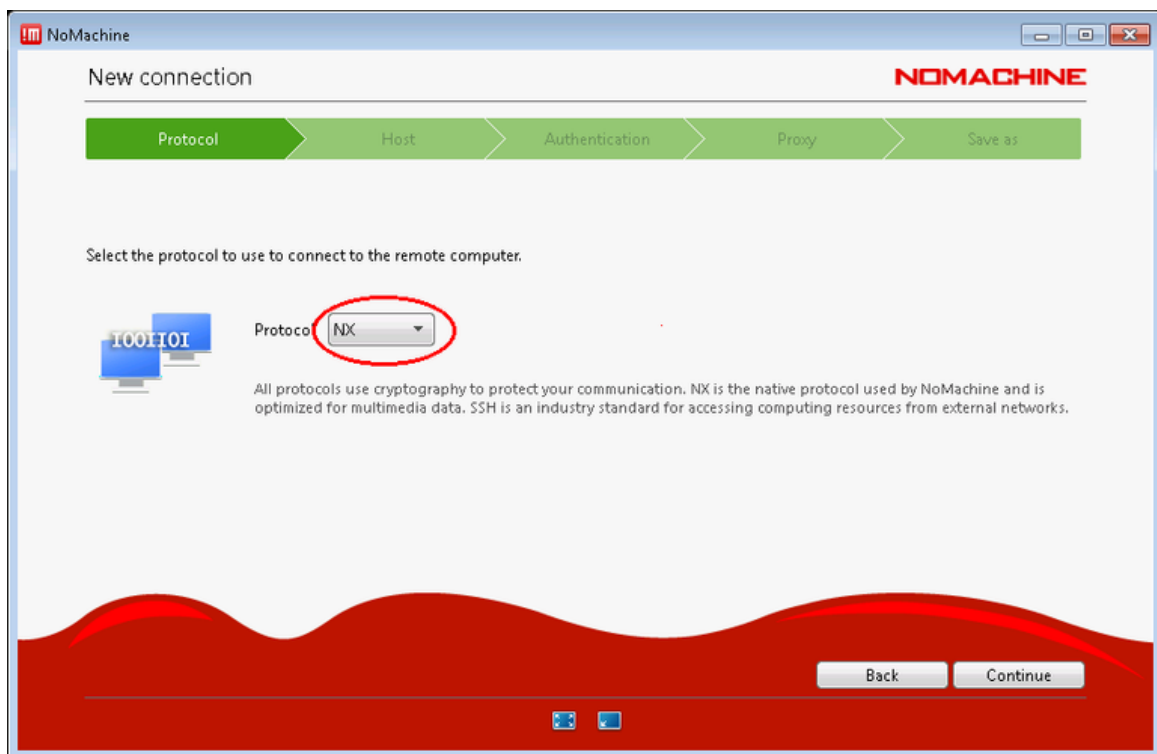 NoMachine
New connection
NOMACHINE
Protocol
Host
Authentication
Proxy
Save as
Select the protocol to use to connect to the remote computer.
IOOIIOI
Protocol
NX
All protocols use cryptography to protect your communication. NX is the native protocol used by NoMachine and is
optimized for multimedia data. SSH is an industry standard for accessing computing resources from external networks.
Back
Continue